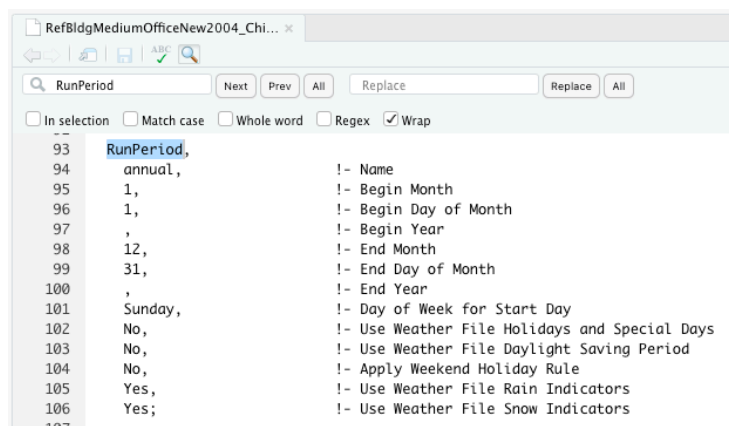 RefBldgMediumOfficeNew2004_Chi... ×
ABC
RunPeriod Next Prev All Replace Replace All
In selection Match case Whole word Regex Wrap
93 RunPeriod,
94 annual, !- Name
95 1, !- Begin Month
96 1, !- Begin Day of Month
97 , !- Begin Year
98 12, !- End Month
99 31, !- End Day of Month
100 , !- End Year
101 Sunday, !- Day of Week for Start Day
102 No, !- Use Weather File Holidays and Special Days
103 No, !- Use Weather File Daylight Saving Period
104 No, !- Apply Weekend Holiday Rule
105 Yes, !- Use Weather File Rain Indicators
106 Yes; !- Use Weather File Snow Indicators